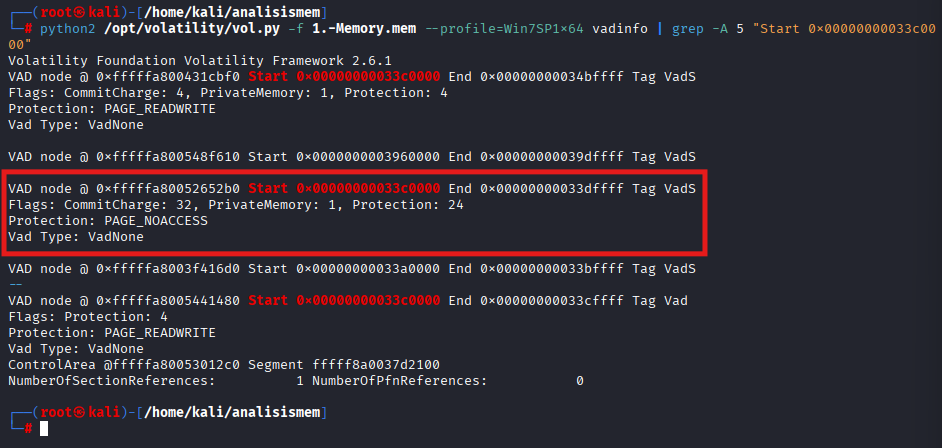 ┌──(root㉿kali)-[/home/kali/analisismem]
└─# python2 /opt/volatility/vol.py -f 1.-Memory.mem --profile=Win7SP1x64 vadinfo | grep -A 5 "Start 0x00000000033c00
00"
Volatility Foundation Volatility Framework 2.6.1
VAD node @ 0xfffffa800431cbf0 Start 0x00000000033c0000 End 0x00000000034bffff Tag VadS
Flags: CommitCharge: 4, PrivateMemory: 1, Protection: 4
Protection: PAGE_READWRITE
Vad Type: VadNone
VAD node @ 0xfffffa800548f610 Start 0x0000000003960000 End 0x00000000039dffff Tag VadS
VAD node @ 0xfffffa80052652b0 Start 0x00000000033c0000 End 0x00000000033dffff Tag VadS
Flags: CommitCharge: 32, PrivateMemory: 1, Protection: 24
Protection: PAGE_NOACCESS
Vad Type: VadNone
VAD node @ 0xfffffa8003f416d0 Start 0x00000000033a0000 End 0x00000000033bffff Tag VadS
--
VAD node @ 0xfffffa8005441480 Start 0x00000000033c0000 End 0x00000000033cffff Tag Vad
Flags: Protection: 4
Protection: PAGE_READWRITE
Vad Type: VadNone
ControlArea @fffffa80053012c0 Segment fffff8a0037d2100
NumberOfSectionReferences: 1 NumberOfPfnReferences: 0
┌──(root㉿kali)-[/home/kali/analisismem]
└─#